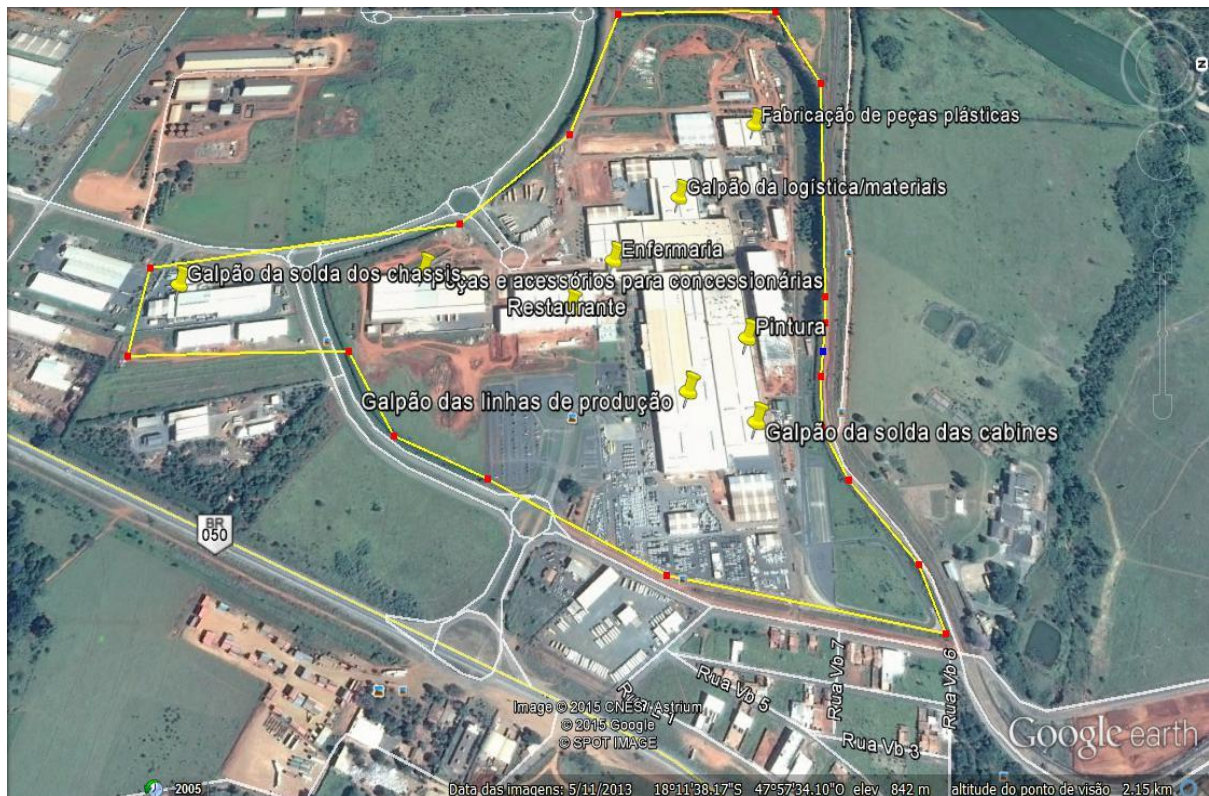 Fabricação de peças plásticas
Galpão da logística/materiais
Enfermaria
Galpão da solda dos chassis
Peças e acessórios para concessionárias
Restaurante
Pintura
Galpão das linhas de produção
Galpão da solda das cabines
BR
050
N
Rua Vb 7
Rua Vb 6
Rua Vb 5
Rua Vb 3
Image © 2015 CNES / Astrium
© 2015 Google
© SPOT IMAGE
Google earth
2005
Data das imagens: 5/11/2013 18°11'38.17"S 47°57'34.10"O elev 842 m altitude do ponto de visão 2.15 km